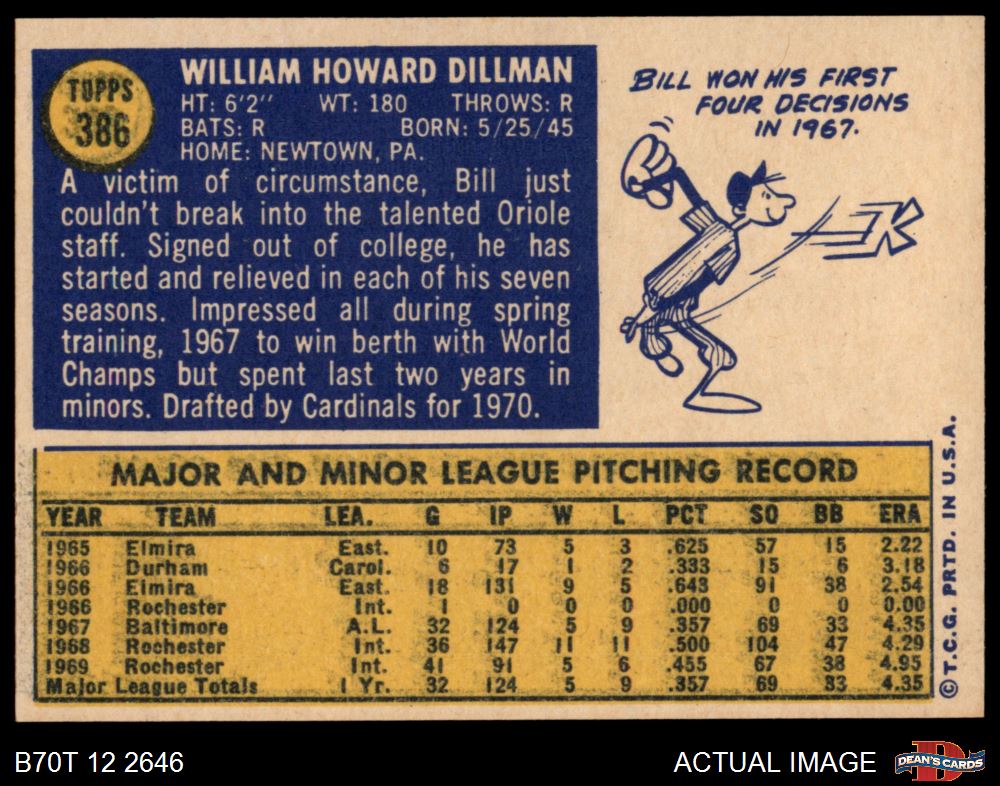 TOPPS
386
WILLIAM HOWARD DILLMAN
HT: 6'2" WT: 180 THROWS: R
BATS: R BORN: 5/25/45
HOME: NEWTOWN, PA.
A victim of circumstance, Bill just
couldn't break into the talented Oriole
staff. Signed out of college, he has
started and relieved in each of his seven
seasons. Impressed all during spring
training, 1967 to win berth with World
Champs but spent last two years in
minors. Drafted by Cardinals for 1970.
BILL WON HIS FIRST
FOUR DECISIONS
IN 1967.
K
MAJOR AND MINOR LEAGUE PITCHING RECORD
YEAR TEAM LEA. G IP W L PCT SO BB ERA
1965 Elmira East. 10 73 5 3 .625 57 15 2.22
1966 Durham Carol. 6 17 1 2 .333 15 6 3.18
1966 Elmira East. 18 131 9 5 .643 91 38 2.54
1966 Rochester Int. 1 0 0 0 .000 0 0 0.00
1967 Baltimore A.L. 32 124 5 9 .357 69 33 4.35
1968 Rochester Int. 36 147 11 11 .500 104 47 4.29
1969 Rochester Int. 41 91 5 6 .455 67 38 4.95
Major League Totals 1 Yr. 32 124 5 9 .357 69 33 4.35
© T.C.G. PRTD. IN U.S.A.
B70T 12 2646
ACTUAL IMAGE
D
DEAN'S CARDS